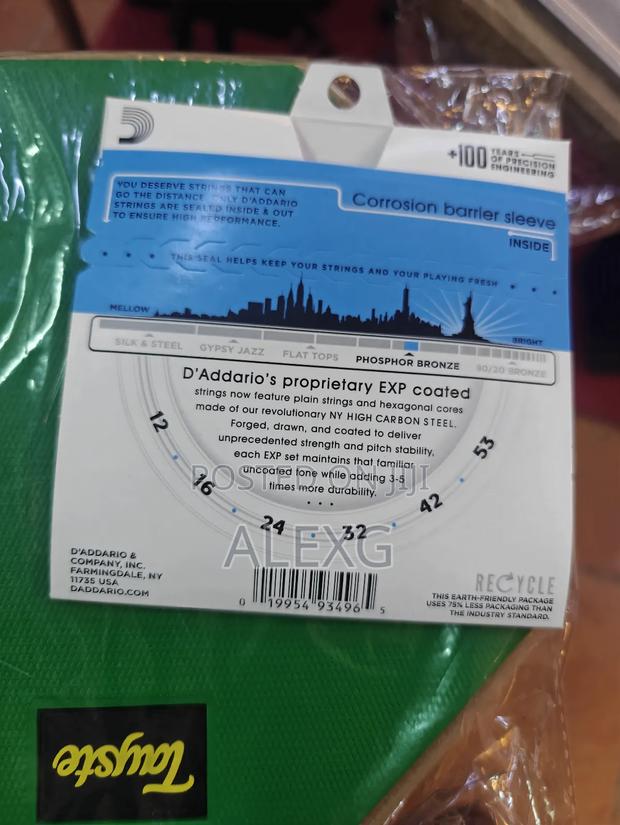 +100 YEARS OF PRECISION ENGINEERING
YOU DESERVE STRINGS THAT CAN
GO THE DISTANCE. ONLY D'ADDARIO
STRINGS ARE SEALED INSIDE & OUT
TO ENSURE HIGH PERFORMANCE.
Corrosion barrier sleeve
INSIDE
THIS SEAL HELPS KEEP YOUR STRINGS AND YOUR PLAYING FRESH
MELLOW
BRIGHT
SILK & STEEL GYPSY JAZZ FLAT TOPS PHOSPHOR BRONZE 80/20 BRONZE
D'Addario's proprietary EXP coated
strings now feature plain strings and hexagonal cores
made of our revolutionary NY HIGH CARBON STEEL.
Forged, drawn, and coated to deliver
unprecedented strength and pitch stability,
each EXP set maintains that familiar
uncoated tone while adding 3-5
times more durability.
12 16 24 32 42 53
POSTED ON JIJI
ALEXG
D'ADDARIO &
COMPANY, INC.
FARMINGDALE, NY
11735 USA
DADDARIO.COM
0 19954 93496 5
RECYCLE
THIS EARTH-FRIENDLY PACKAGE
USES 75% LESS PACKAGING THAN
THE INDUSTRY STANDARD.
Tayste